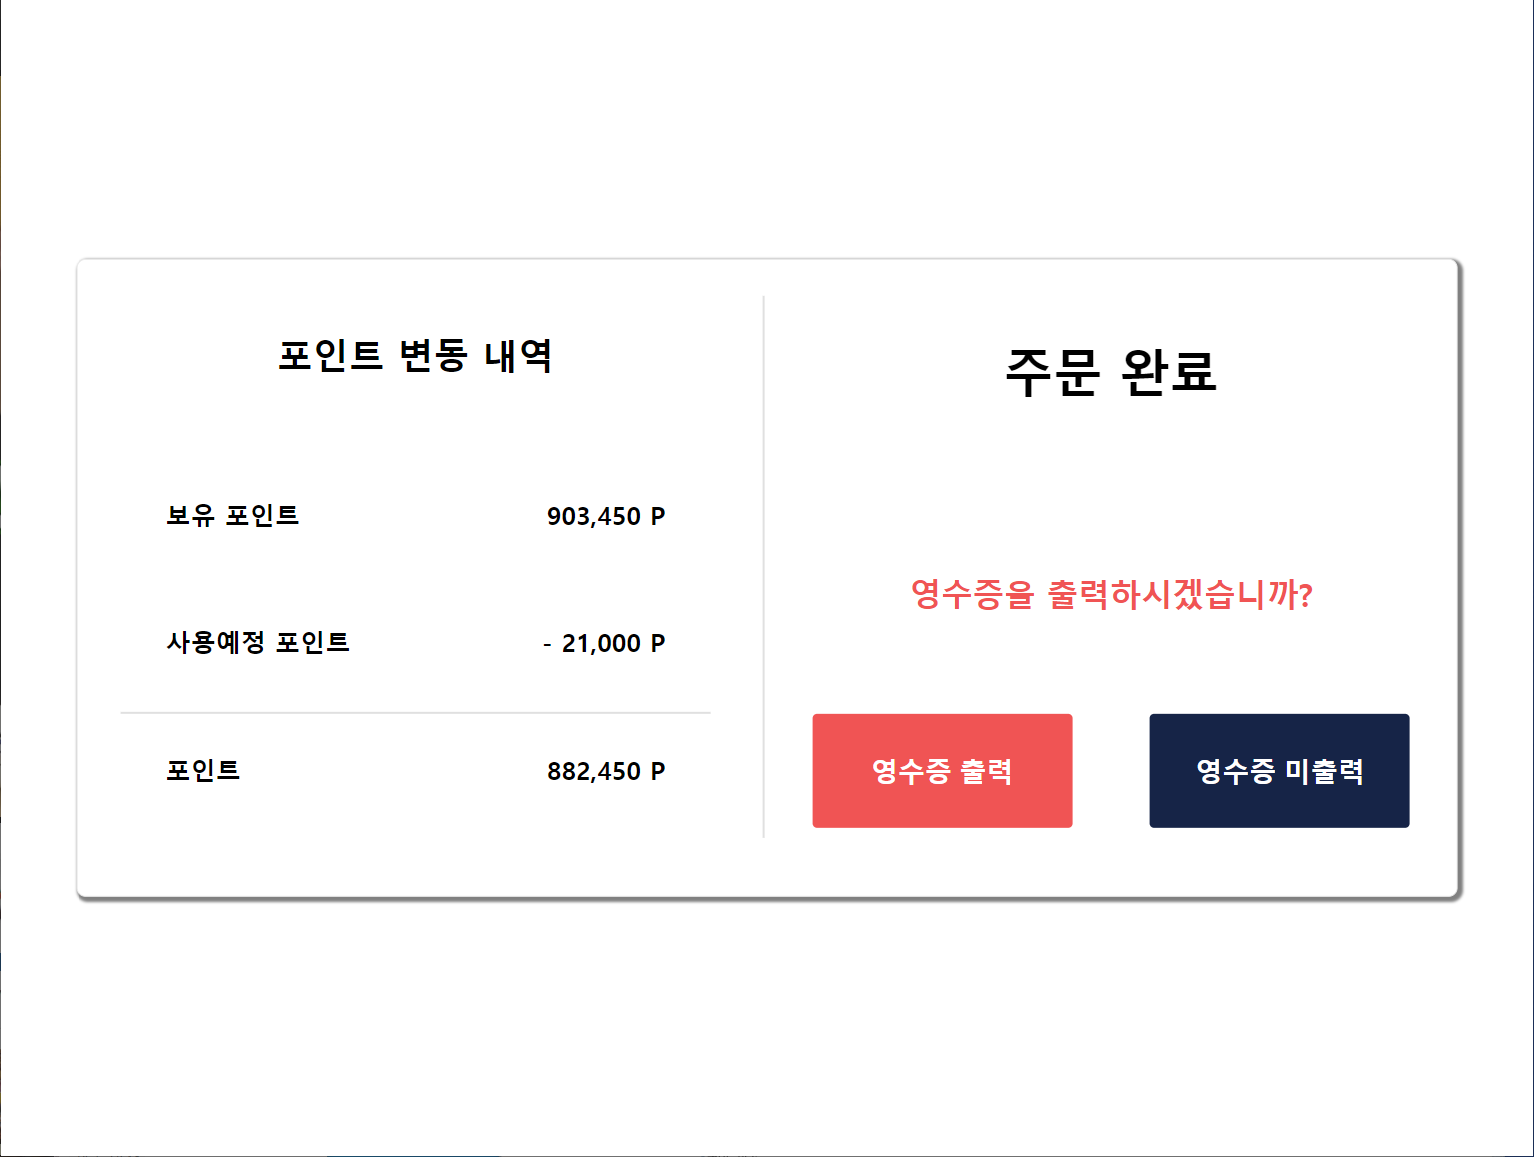 포인트 변동 내역
보유 포인트 903,450 P
사용예정 포인트 - 21,000 P
포인트 882,450 P
주문 완료
영수증을 출력하시겠습니까?
영수증 출력
영수증 미출력